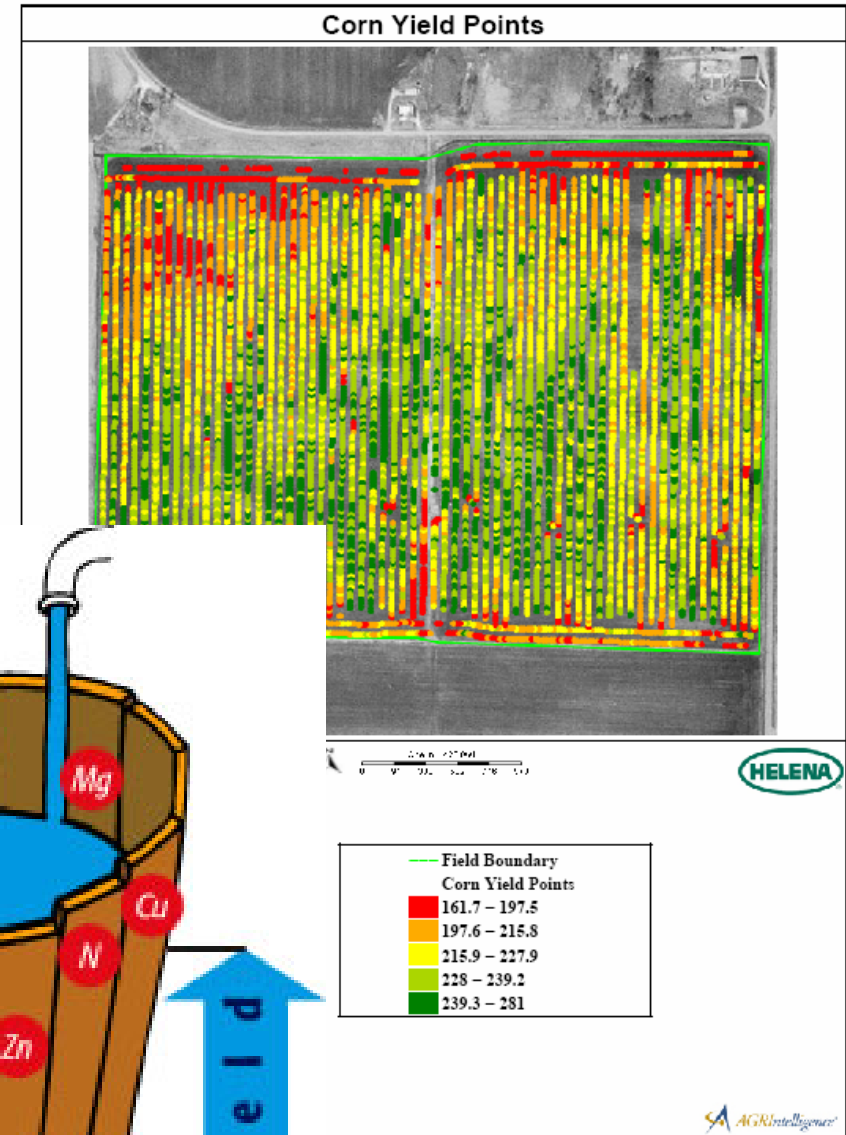 Corn Yield Points
HELENA
Field Boundary
Corn Yield Points
161.7 – 197.5
197.6 – 215.8
215.9 – 227.9
228 – 239.2
239.3 – 281
Mg
Cu
N
Zn
e l d
AGRIntelligence